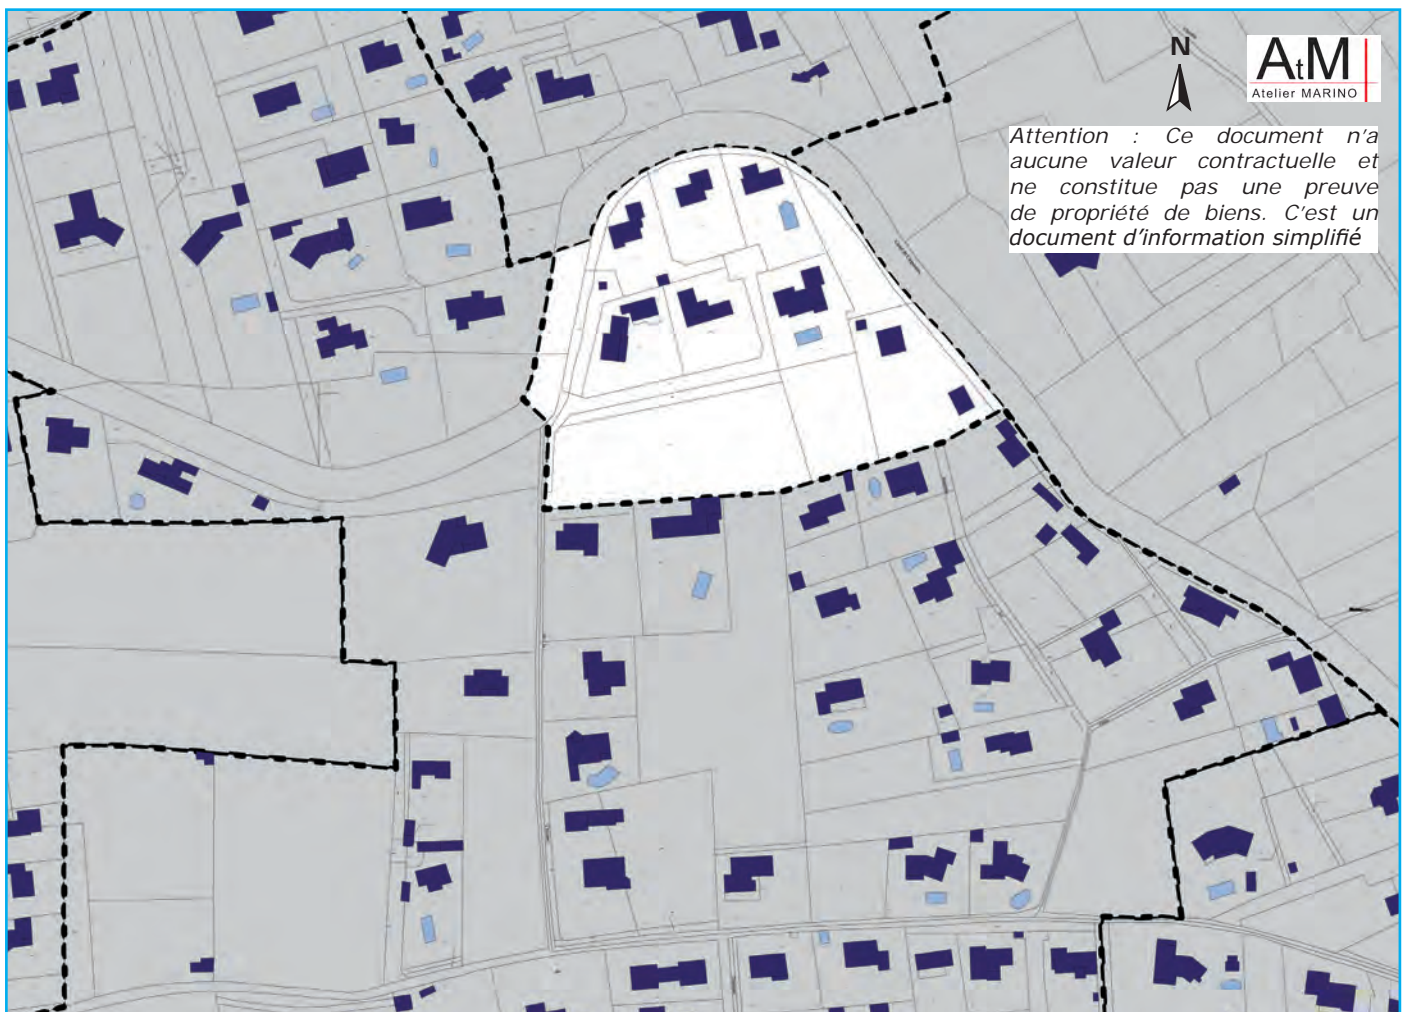 N
AtM
Atelier MARINO
Attention : Ce document n'a
aucune valeur contractuelle et
ne constitue pas une preuve
de propriété de biens. C'est un
document d'information simplifié